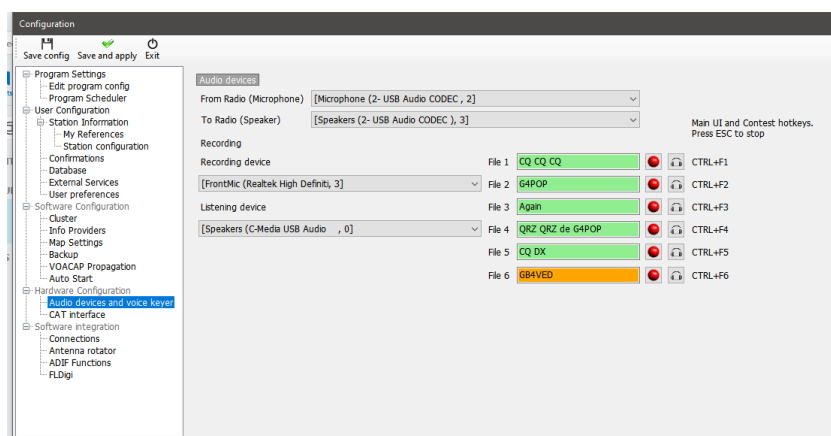 Configuration
Save config Save and apply Exit
Program Settings
Edit program config
Program Scheduler
User Configuration
Station Information
My References
Station configuration
Confirmations
Database
External Services
User preferences
Software Configuration
Cluster
Info Providers
Map Settings
Backup
VOACAP Propagation
Auto Start
Hardware Configuration
Audio devices and voice keyer
CAT interface
Software integration
Connections
Antenna rotator
ADIF Functions
FLDigi
Audio devices
From Radio (Microphone) [Microphone (2- USB Audio CODEC , 2]
To Radio (Speaker) [Speakers (2- USB Audio CODEC ), 3]
Main UI and Contest hotkeys.
Press ESC to stop
Recording
Recording device File 1 CQ CQ CQ CTRL+F1
[FrontMic (Realtek High Definiti, 3] File 2 G4POP CTRL+F2
Listening device File 3 Again CTRL+F3
[Speakers (C-Media USB Audio , 0] File 4 QRZ QRZ de G4POP CTRL+F4
File 5 CQ DX CTRL+F5
File 6 GB4VED CTRL+F6